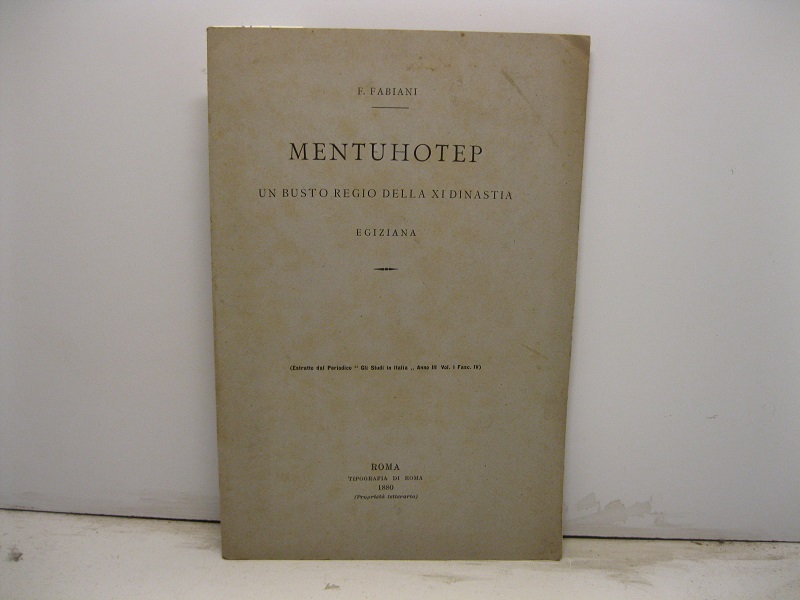 F. FABIANI
MENTUHOTEP
UN BUSTO REGIO DELLA XI DINASTIA
EGIZIANA
(Estratto dal Periodico " Gli Studi in Italia ,, Anno III Vol. I Fasc. IV)
ROMA
TIPOGRAFIA DI ROMA
1880
(Proprietà letteraria)